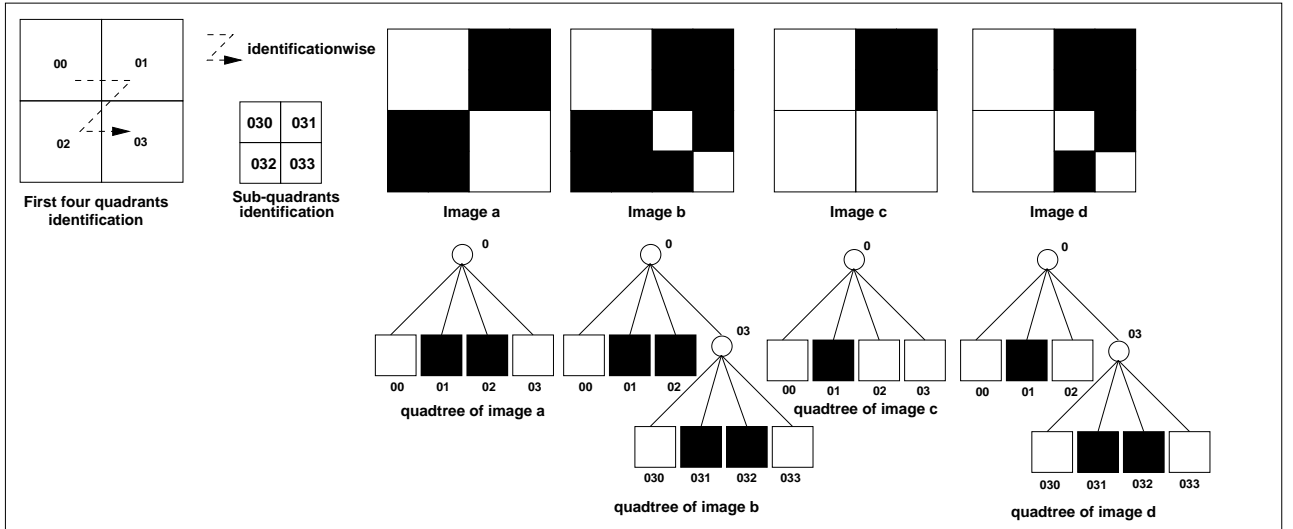 00 01
02 03
First four quadrants
identification
identificationwise
030 031
032 033
Sub-quadrants
identification
Image a
Image b
Image c
Image d
0
00 01 02 03
quadtree of image a
0
03
00 01 02
030 031 032 033
quadtree of image b
0
00 01 02 03
quadtree of image c
0
03
00 01 02
030 031 032 033
quadtree of image d